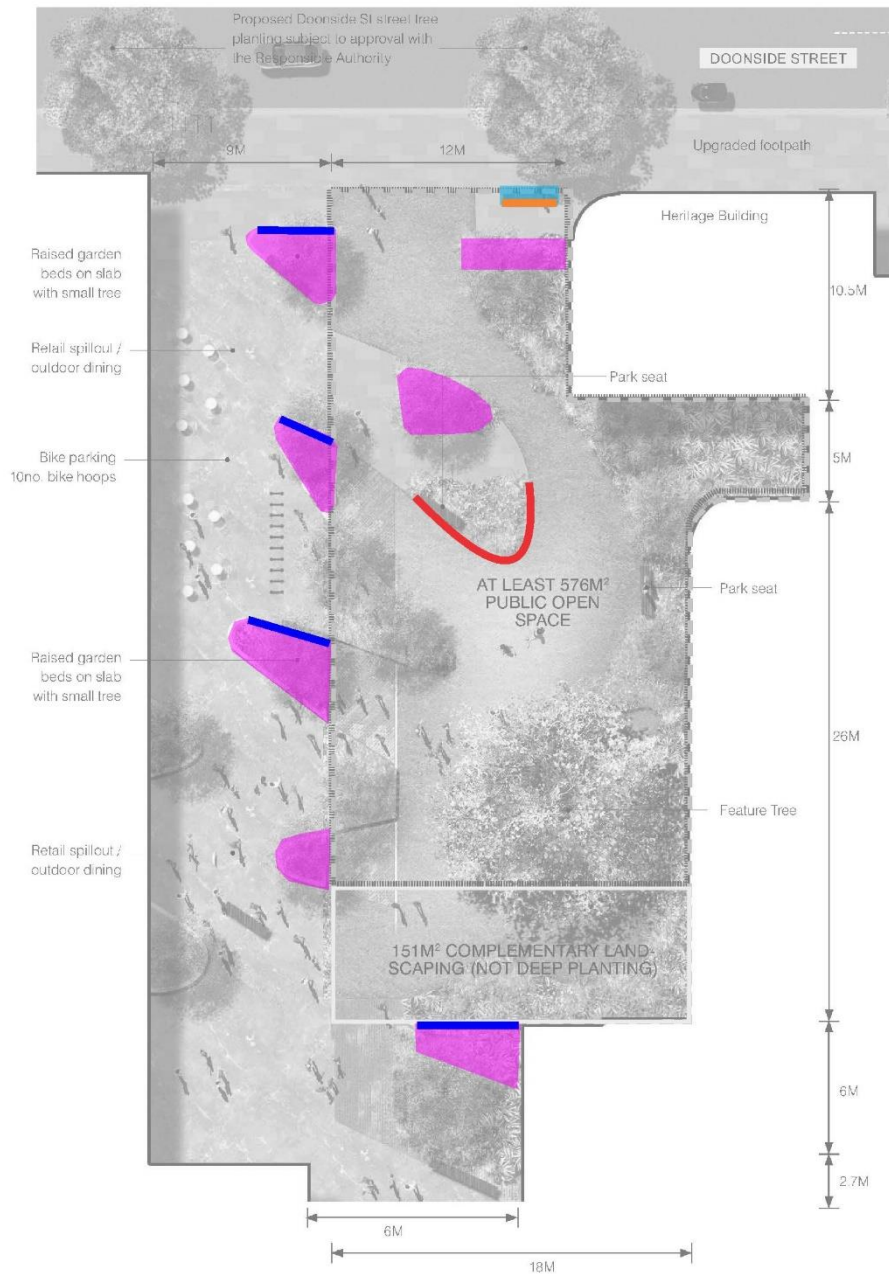 Proposed Doonside St street tree
planting subject to approval with
the Responsible Authority
DOONSIDE STREET
9M
12M
Upgraded footpath
Heritage Building
Raised garden
beds on slab
with small tree
10.5M
Retail spillout /
outdoor dining
Park seat
Bike parking
10no. bike hoops
5M
AT LEAST 576M²
PUBLIC OPEN
SPACE
Park seat
Raised garden
beds on slab
with small tree
26M
Feature Tree
Retail spillout /
outdoor dining
151M² COMPLEMENTARY LAND
SCAPING (NOT DEEP PLANTING)
6M
2.7M
6M
18M